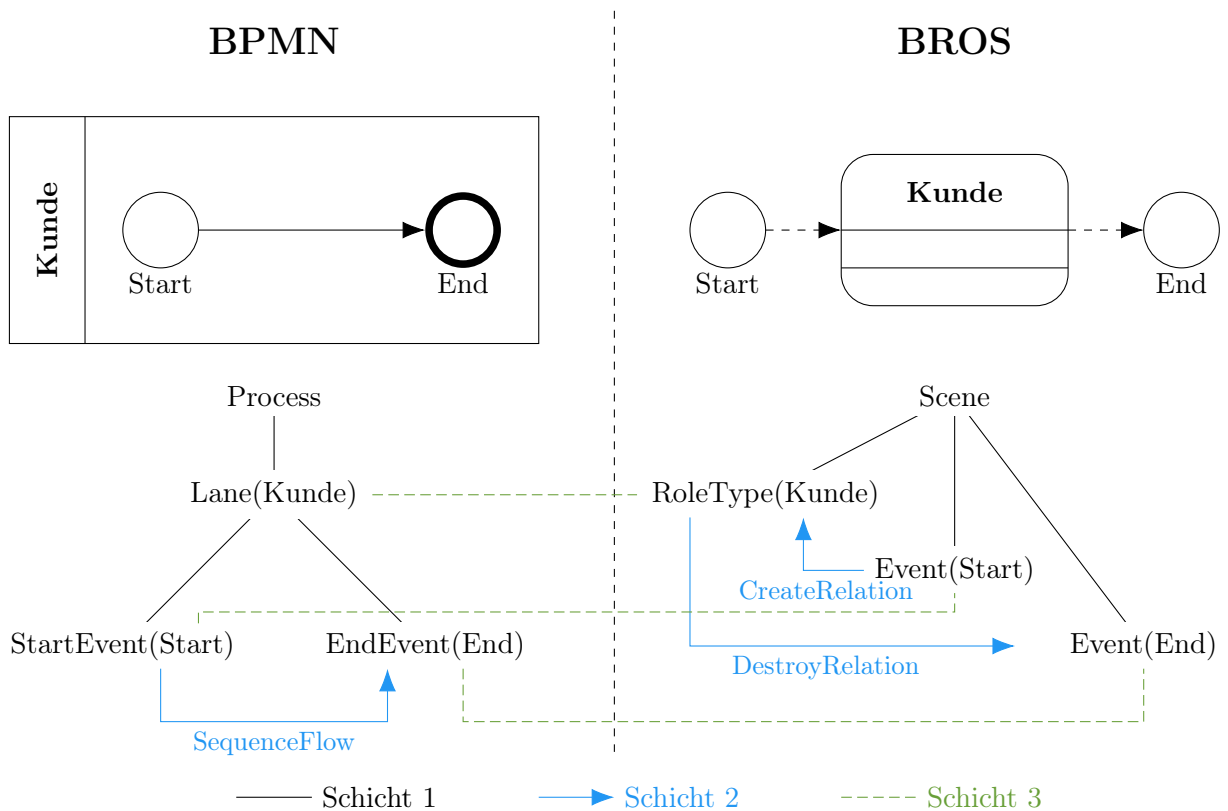 BPMN
BROS
Kunde
Start
End
Kunde
Start
End
Process
Scene
Lane(Kunde)
RoleType(Kunde)
Event(Start)
CreateRelation
StartEvent(Start)
EndEvent(End)
Event(End)
DestroyRelation
SequenceFlow
Schicht 1
Schicht 2
Schicht 3